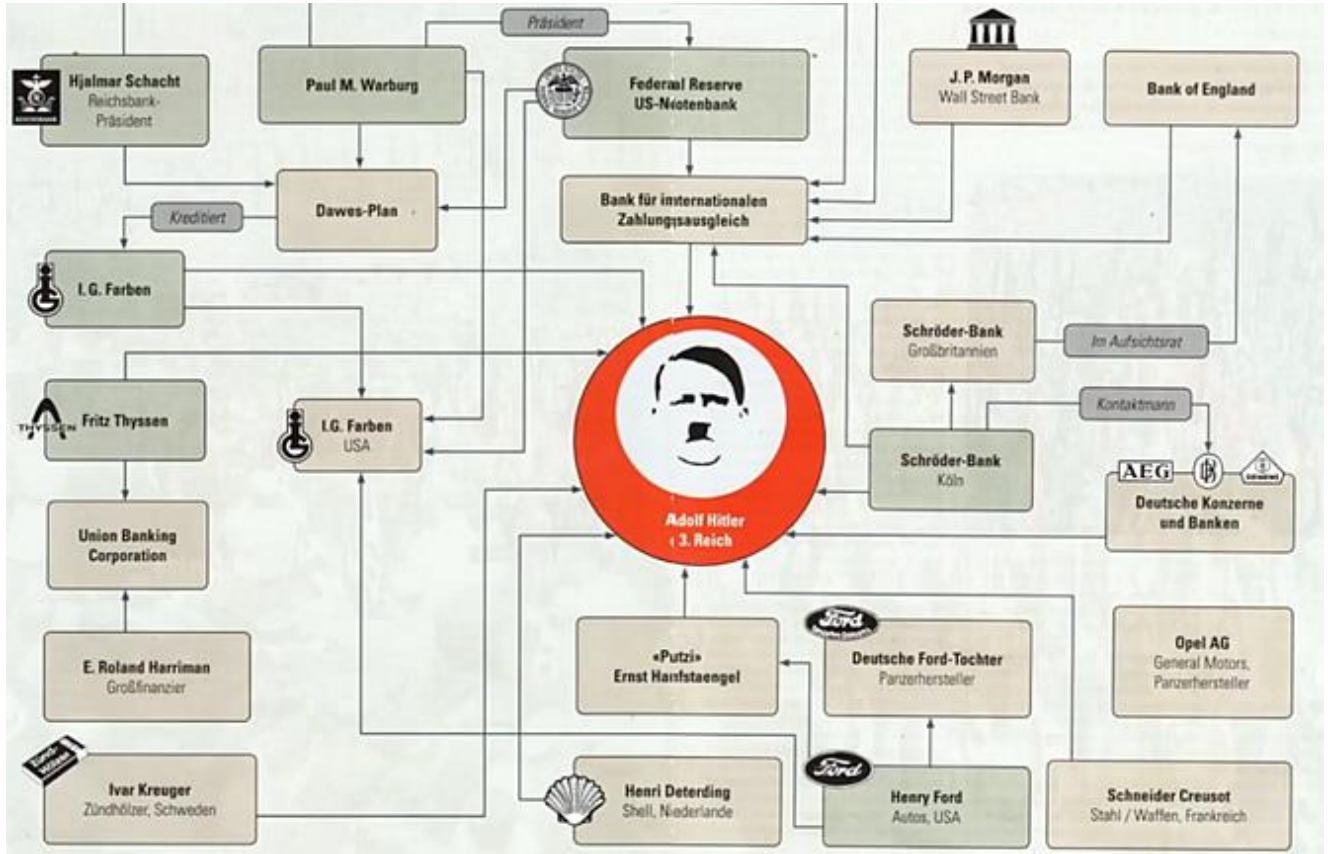 Präsident
Hjalmar Schacht
Reichsbank-
Präsident
Paul M. Warburg
Federal Reserve
US-Notenbank
J. P. Morgan
Wall Street Bank
Bank of England
Dawes-Plan
Bank für internationalen
Zahlungsausgleich
Kreditiert
I. G. Farben
Schröder-Bank
Großbritannien
Im Aufsichtsrat
Fritz Thyssen
THYSSEN
I.G. Farben
USA
Kontaktmann
Schröder-Bank
Köln
AEG
Deutsche Konzerne
und Banken
Union Banking
Corporation
Adolf Hitler
3. Reich
E. Roland Harriman
Großfinanzier
«Putzi»
Ernst Hanfstaengel
Ford
Deutsche Ford-Tochter
Panzerhersteller
Opel AG
General Motors,
Panzerhersteller
Zünd-
hölzer
Ivar Kreuger
Zündhölzer, Schweden
Henri Deterding
Shell, Niederlande
Ford
Henry Ford
Autos, USA
Schneider Creusot
Stahl / Waffen, Frankreich